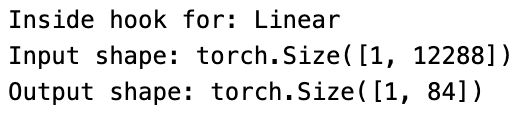 Inside hook for: Linear
Input shape: torch.Size([1, 12288])
Output shape: torch.Size([1, 84])